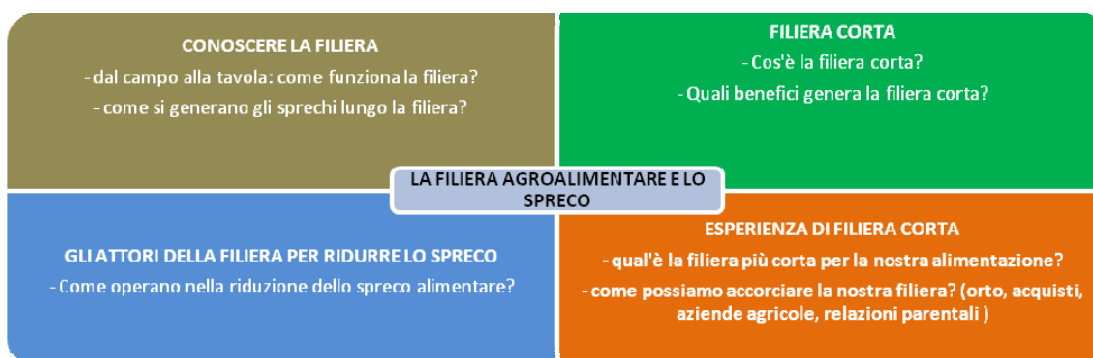 CONOSCERE LA FILIERA
- dal campo alla tavola: come funziona la filiera?
- come si generano gli sprechi lungo la filiera?
FILIERA CORTA
- Cos'è la filiera corta?
- Quali benefici genera la filiera corta?
LA FILIERA AGROALIMENTARE E LO
SPRECO
GLI ATTORI DELLA FILIERA PER RIDURRE LO SPRECO
- Come operano nella riduzione dello spreco alimentare?
ESPERIENZA DI FILIERA CORTA
- qual'è la filiera più corta per la nostra alimentazione?
- come possiamo accorciare la nostra filiera? (orto, acquisti,
aziende agricole, relazioni parentali )